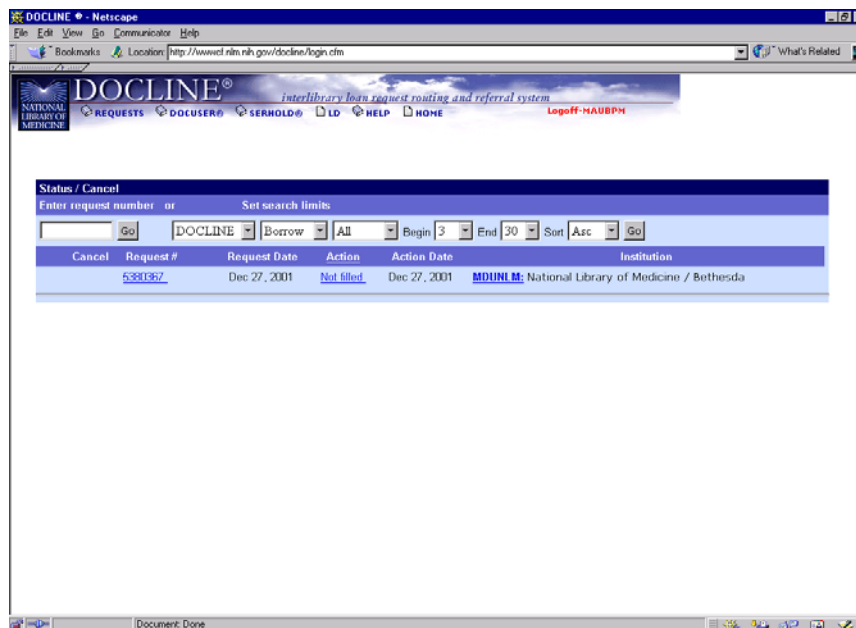 DOCLINE ® - Netscape
File Edit View Go Communicator Help
Bookmarks Location: http://wwwcf.nlm.nih.gov/docline/login.cfm What's Related
DOCLINE®
interlibrary loan request routing and referral system
NATIONAL LIBRARY OF MEDICINE
REQUESTS DOCUSER® SERHOLD® LD HELP HOME Logoff-MAUBPM
Status / Cancel
Enter request number or Set search limits
Go DOCLINE Borrow All Begin 3 End 30 Sort Asc Go
Cancel Request # Request Date Action Action Date Institution
5380367 Dec 27, 2001 Not filled Dec 27, 2001 MDUNLM: National Library of Medicine / Bethesda
Document: Done